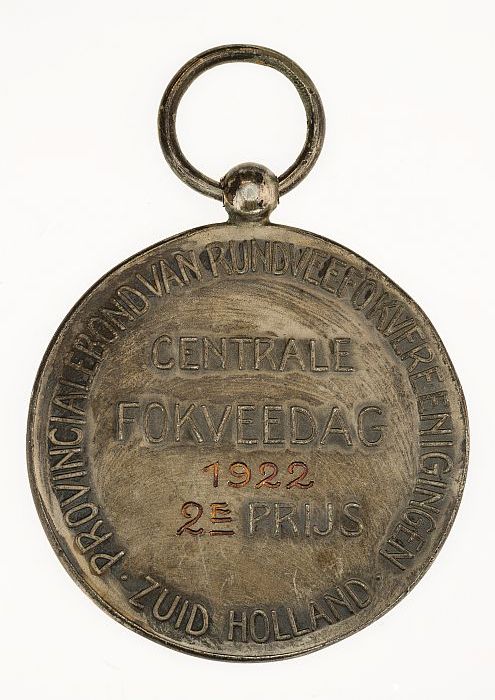 PROVINCIALE BOND VAN RUNDVEEFOKVEREENIGINGEN
· ZUID HOLLAND ·
CENTRALE
FOKVEEDAG
1922
2E PRIJS